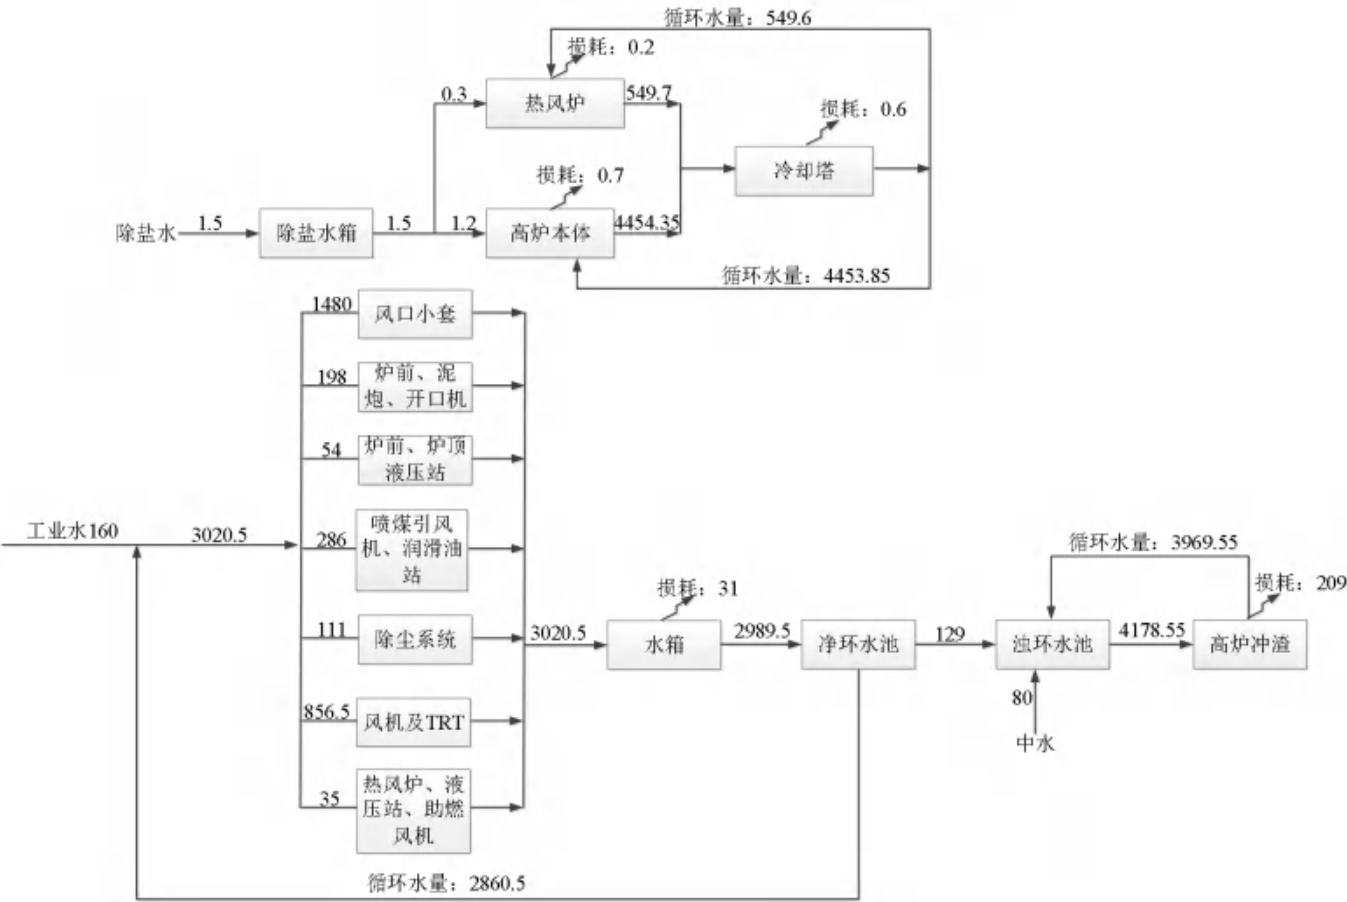 循环水量：549.6
损耗：0.2
0.3
热风炉
549.7
损耗：0.6
冷却塔
损耗：0.7
除盐水
1.5
除盐水箱
1.5
1.2
高炉本体
4454.35
循环水量：4453.85
1480
风口小套
198
炉前、泥
炮、开口机
54
炉前、炉顶
液压站
工业水160
3020.5
286
喷煤引风
机、润滑油
站
循环水量：3969.55
损耗：209
损耗：31
111
除尘系统
3020.5
水箱
2989.5
净环水池
129
浊环水池
4178.55
高炉冲渣
80
中水
856.5
风机及TRT
35
热风炉、液
压站、助燃
风机
循环水量：2860.5